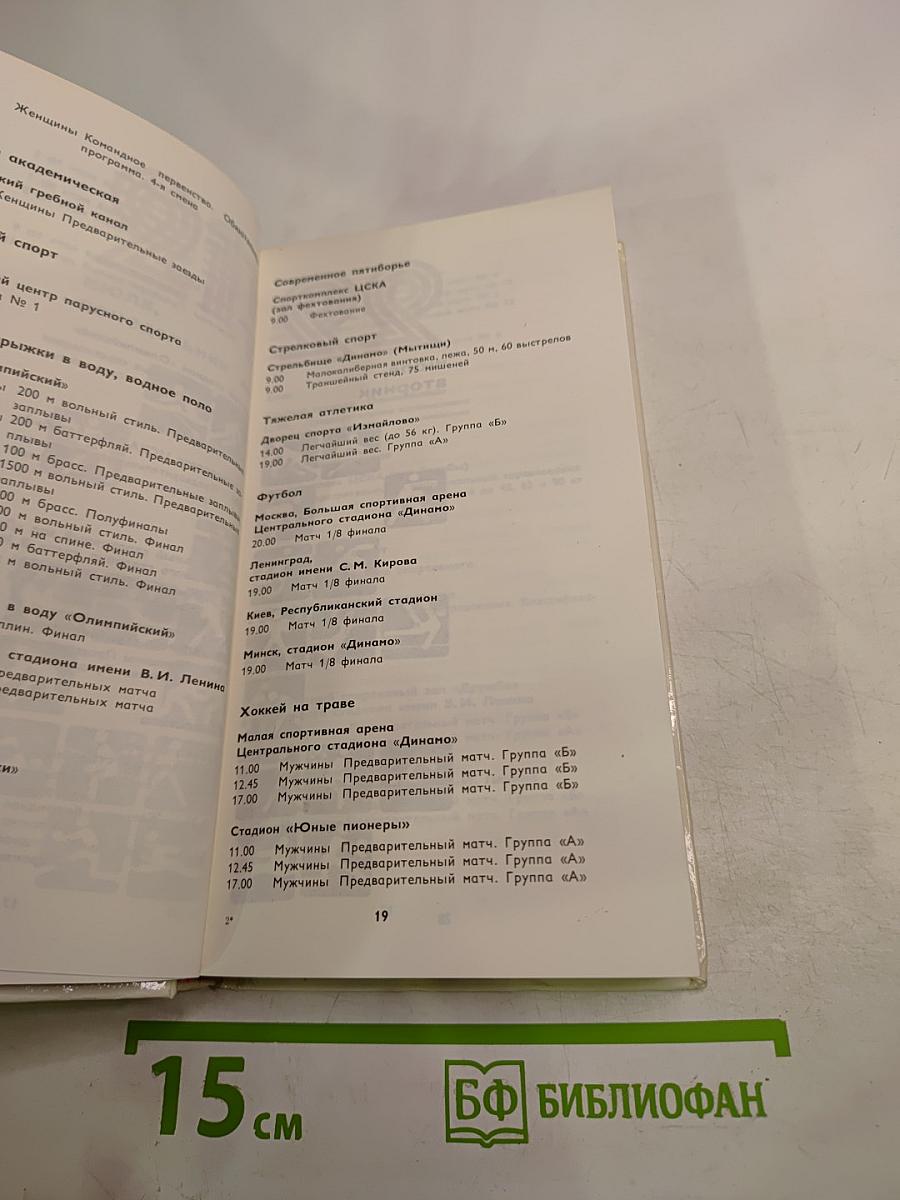 Женщины Командное первенство.
программа. 4-я смена
академическая
гребной канал
Женщины Предварительные заезды
спорт
центр парусного спорта
№ 1
рыжки в воду, водное поло
200 м вольный стиль. Предварительные
заплывы
200 м баттерфляй. Предварительные за-
плывы
100 м брасс. Предварительные заплывы
1500 м вольный стиль. Предварительные
заплывы
м брасс. Полуфиналы
м вольный стиль. Финал
м на спине. Финал
м баттерфляй. Финал
м вольный стиль. Финал
в воду «Олимпийский»
Финал
стадиона имени В. И. Ленина
предварительных матча
предварительных матча
Современное пятиборье
Спорткомплекс ЦСКА
(зал фехтования)
9.00 Фехтование
Стрелковый спорт
Стрельбище «Динамо» (Мытищи)
9.00 Малокалиберная винтовка, лежа, 50 м, 60 выстрелов
9.00 Траншейный стенд, 75 мишеней
Тяжелая атлетика
Дворец спорта «Измайлово»
14.00 Легчайший вес (до 56 кг). Группа «Б»
19.00 Легчайший вес. Группа «А»
Футбол
Москва, Большая спортивная арена
Центрального стадиона «Динамо»
20.00 Матч 1/8 финала
Ленинград,
стадион имени С. М. Кирова
19.00 Матч 1/8 финала
Киев, Республиканский стадион
19.00 Матч 1/8 финала
Минск, стадион «Динамо»
19.00 Матч 1/8 финала
Хоккей на траве
Малая спортивная арена
Центрального стадиона «Динамо»
11.00 Мужчины Предварительный матч. Группа «Б»
12.45 Мужчины Предварительный матч. Группа «Б»
17.00 Мужчины Предварительный матч. Группа «Б»
Стадион «Юные пионеры»
11.00 Мужчины Предварительный матч. Группа «А»
12.45 Мужчины Предварительный матч. Группа «А»
17.00 Мужчины Предварительный матч. Группа «А»
2*
19
15 см
БФ БИБЛИОФАН